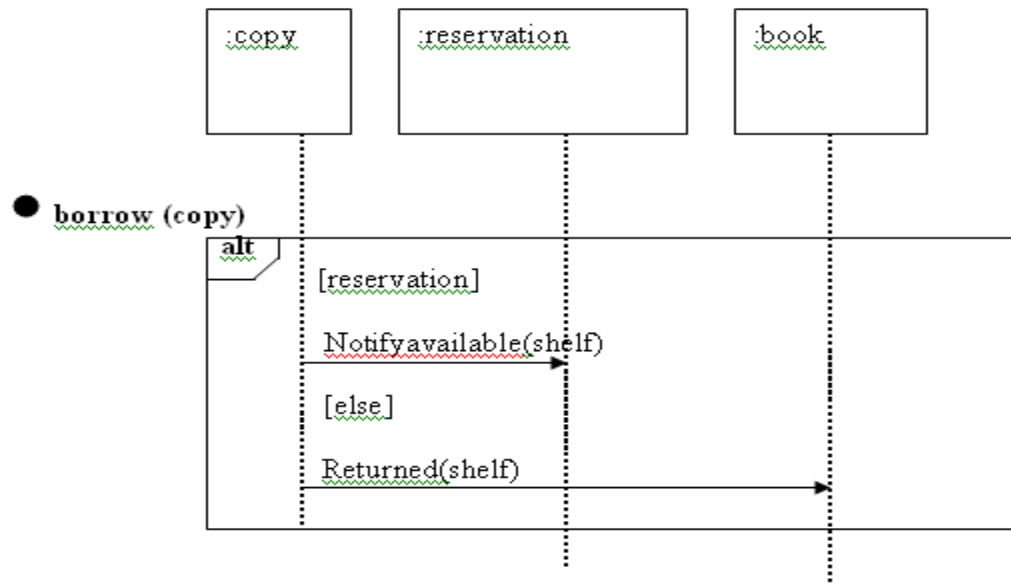 :copy
:reservation
:book
borrow (copy)
alt
[reservation]
Notifyavailable(shelf)
[else]
Returned(shelf)